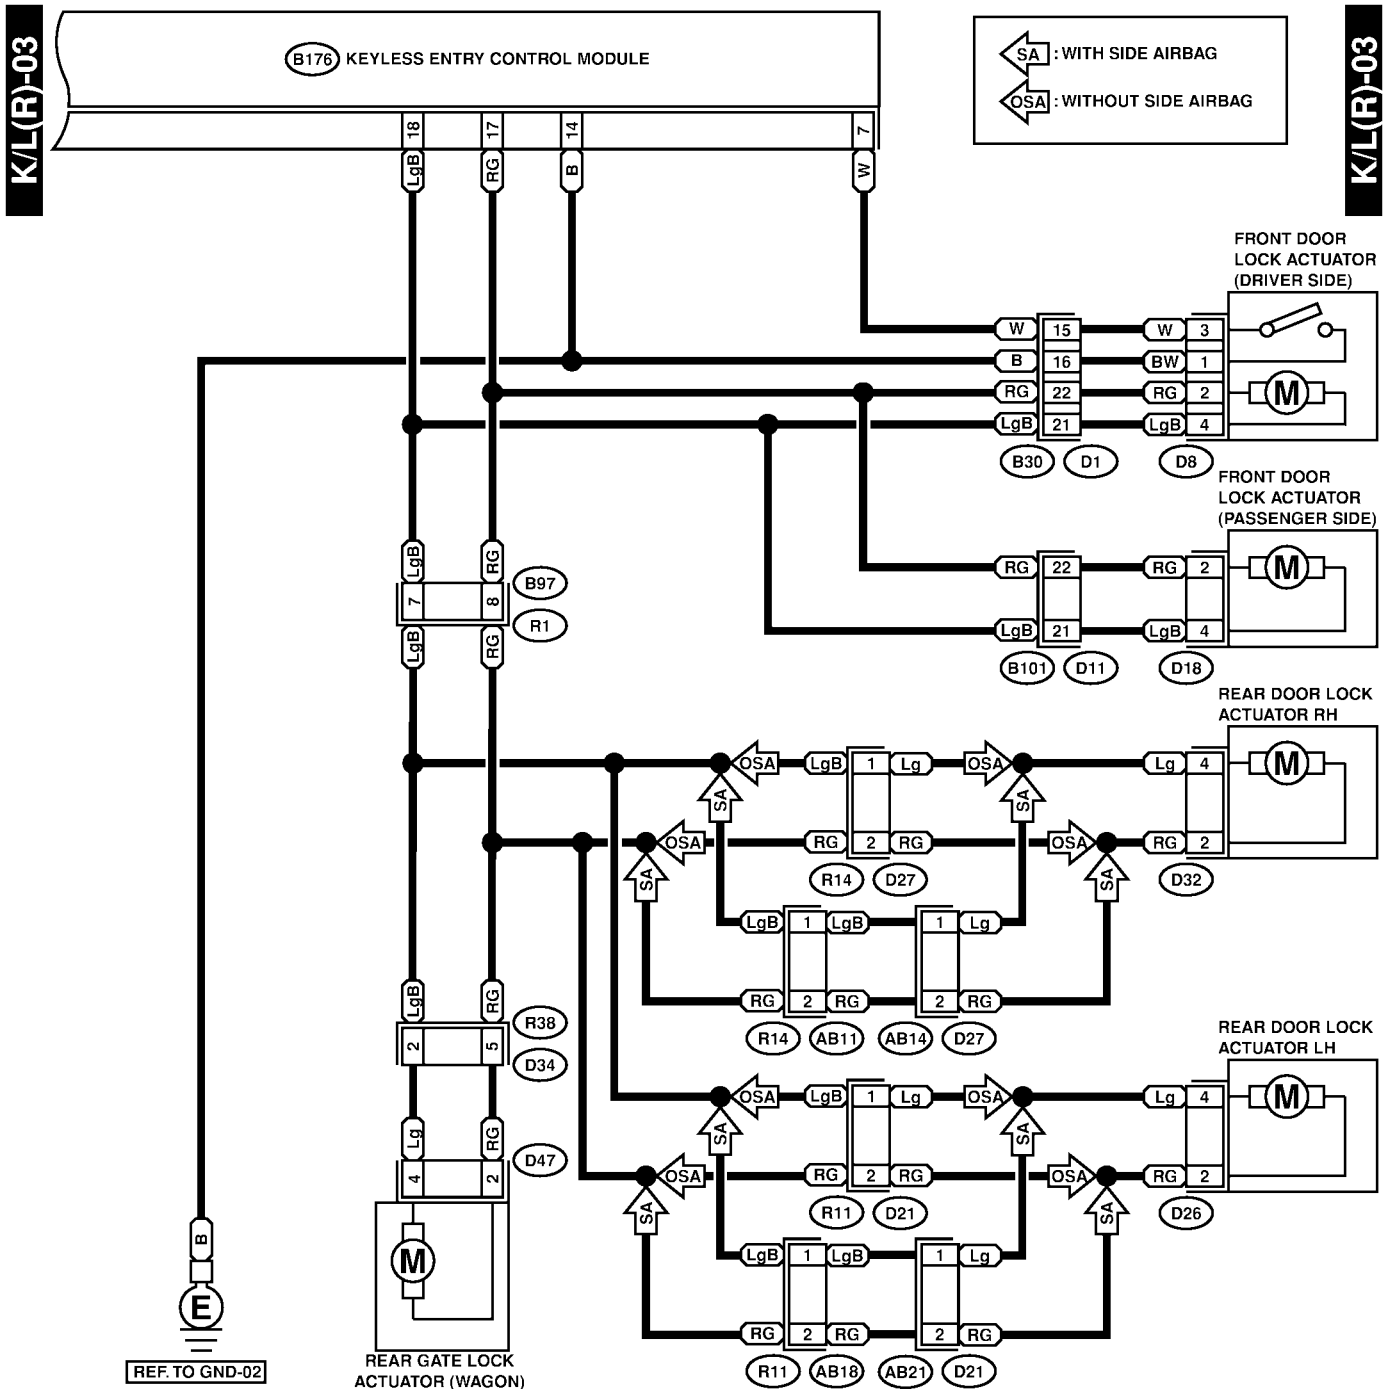 K/L(R)-03
K/L(R)-03
B176 KEYLESS ENTRY CONTROL MODULE
SA : WITH SIDE AIRBAG
OSA : WITHOUT SIDE AIRBAG
18 17 14 7
LgB RG B W
FRONT DOOR
LOCK ACTUATOR
(DRIVER SIDE)
W 15 W 3
B 16 BW 1
RG 22 RG 2 M
LgB 21 LgB 4
B30 D1 D8
FRONT DOOR
LOCK ACTUATOR
(PASSENGER SIDE)
LgB RG
RG 22 RG 2 M
7 8 B97
R1
LgB 21 LgB 4
LgB RG
B101 D11 D18
REAR DOOR LOCK
ACTUATOR RH
OSA LgB 1 Lg OSA Lg 4 M
SA SA
OSA RG 2 RG OSA RG 2
SA SA
R14 D27 D32
LgB 1 LgB 1 Lg
RG 2 RG 2 RG
LgB RG
R14 AB11 AB14 D27
2 5 R38
D34
REAR DOOR LOCK
ACTUATOR LH
OSA LgB 1 Lg OSA Lg 4 M
SA SA
Lg RG
4 2 D47
OSA RG 2 RG OSA RG 2
SA SA
R11 D21 D26
LgB 1 LgB 1 Lg
B
M
E
RG 2 RG 2 RG
R11 AB18 AB21 D21
REF. TO GND-02
REAR GATE LOCK
ACTUATOR (WAGON)